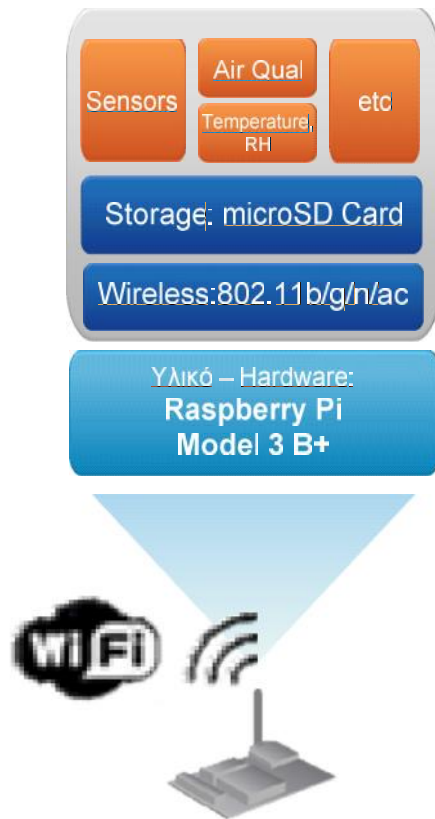 Sensors
Air Qual
Temperature,
RH
etc
Storage: microSD Card
Wireless:802.11b/g/n/ac
Υλικό – Hardware:
Raspberry Pi
Model 3 B+
WiFi